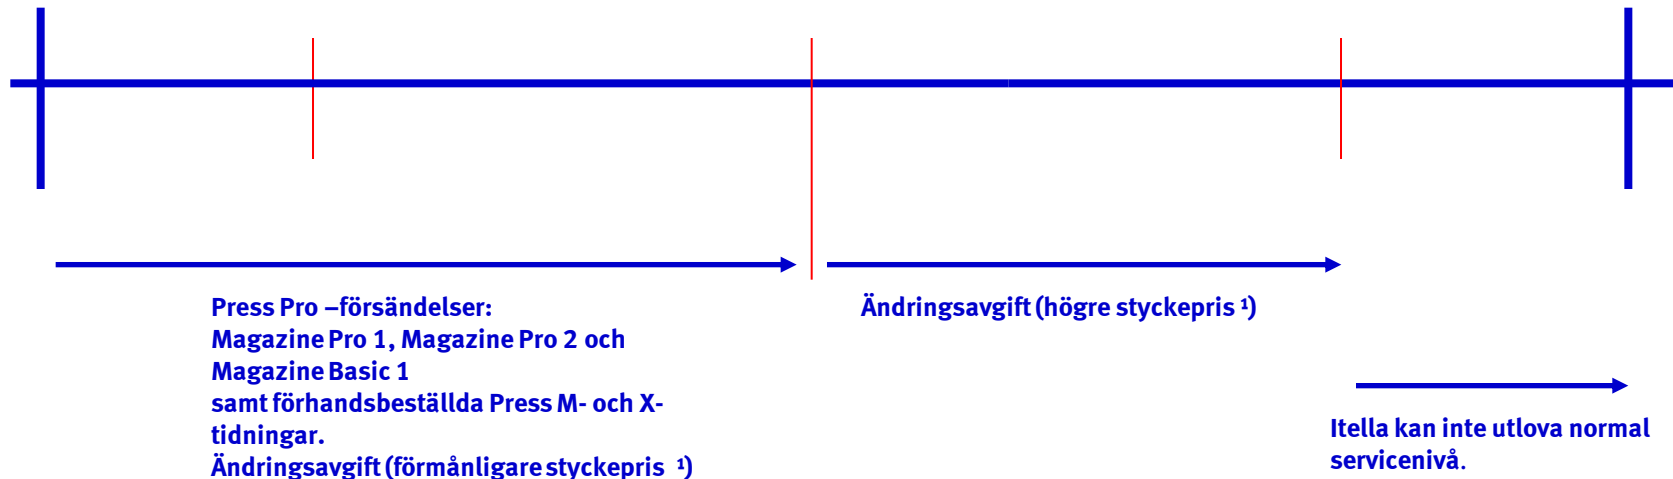 Press Pro –försändelser:
Magazine Pro 1, Magazine Pro 2 och
Magazine Basic 1
samt förhandsbeställda Press M- och X-
tidningar.
Ändringsavgift (förmånligare styckepris ¹)
Ändringsavgift (högre styckepris ¹)
Itella kan inte utlova normal
servicenivå.